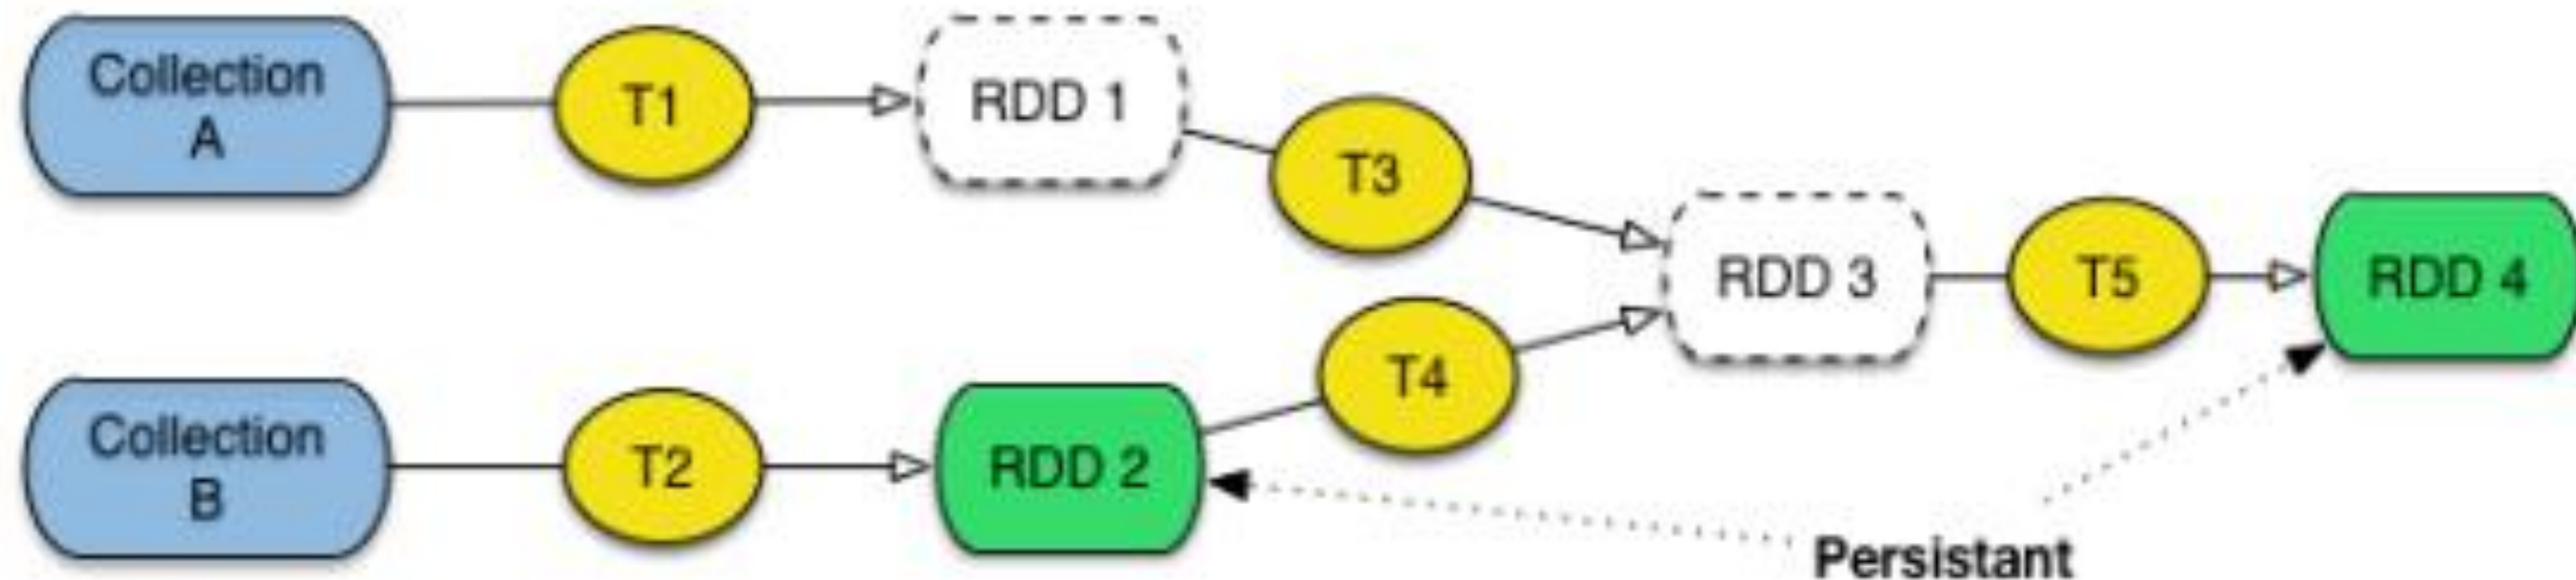 Collection
A
T1
RDD 1
T3
RDD 3
T5
RDD 4
T4
Collection
B
T2
RDD 2
Persistant